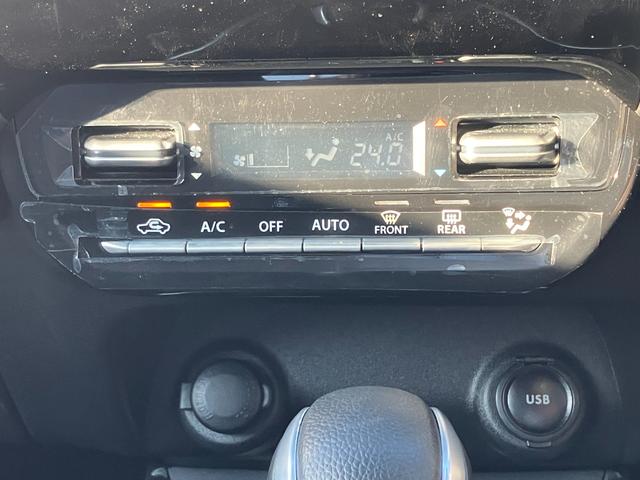 A/C
24.0
A/C OFF AUTO FRONT REAR
USB